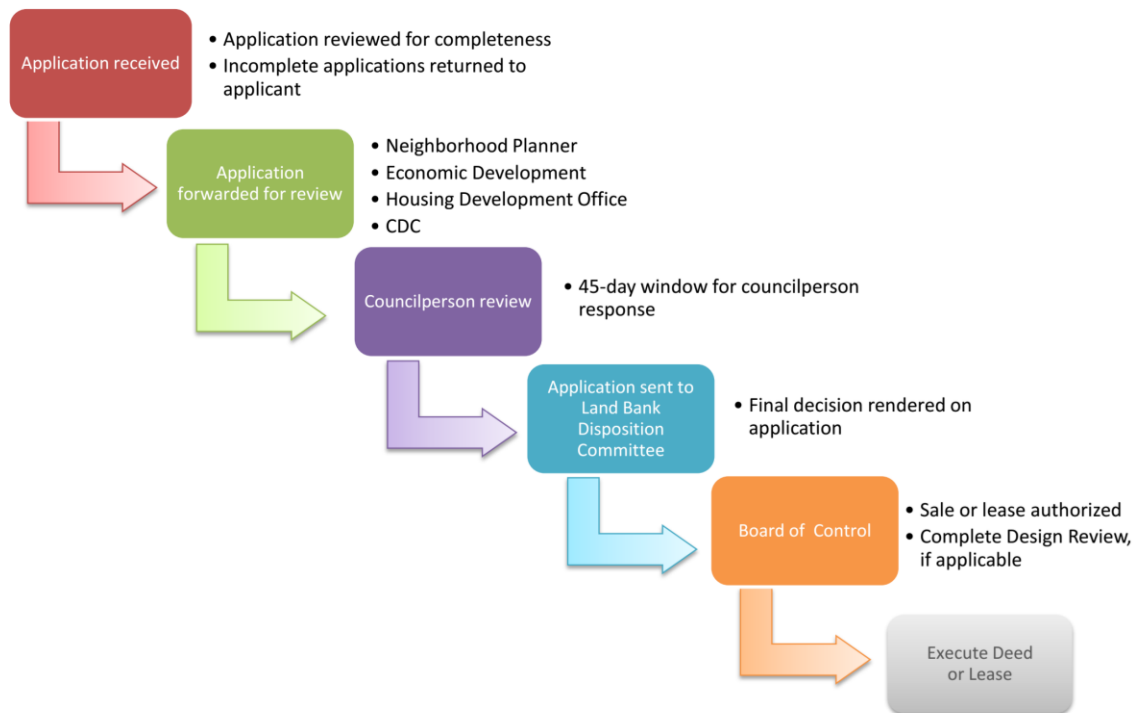 Application received
• Application reviewed for completeness
• Incomplete applications returned to
applicant
Application
forwarded for review
• Neighborhood Planner
• Economic Development
• Housing Development Office
• CDC
Councilperson review
• 45-day window for councilperson
response
Application sent to
Land Bank
Disposition
Committee
• Final decision rendered on
application
Board of Control
• Sale or lease authorized
• Complete Design Review,
if applicable
Execute Deed
or Lease